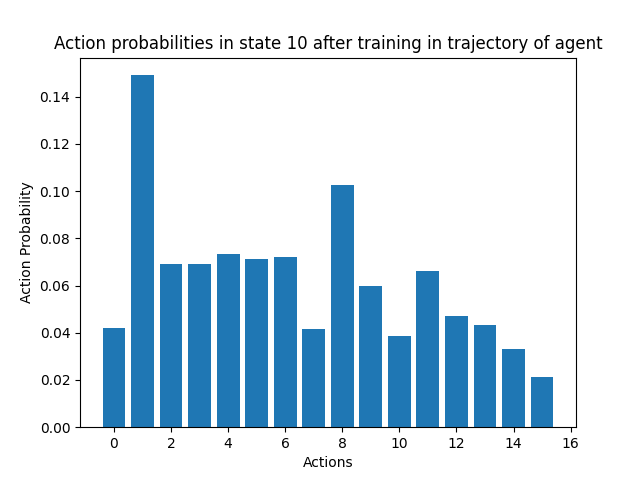 Action probabilities in state 10 after training in trajectory of agent
0.14
0.12
0.10
0.08
0.06
0.04
0.02
0.00
Action Probability
0 2 4 6 8 10 12 14 16
Actions